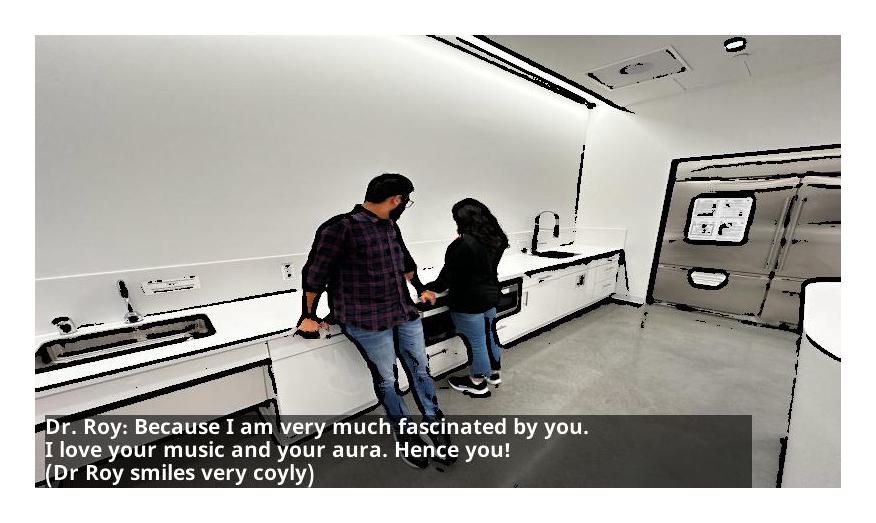 Dr. Roy: Because I am very much fascinated by you.
I love your music and your aura. Hence you!
(Dr Roy smiles very coyly)